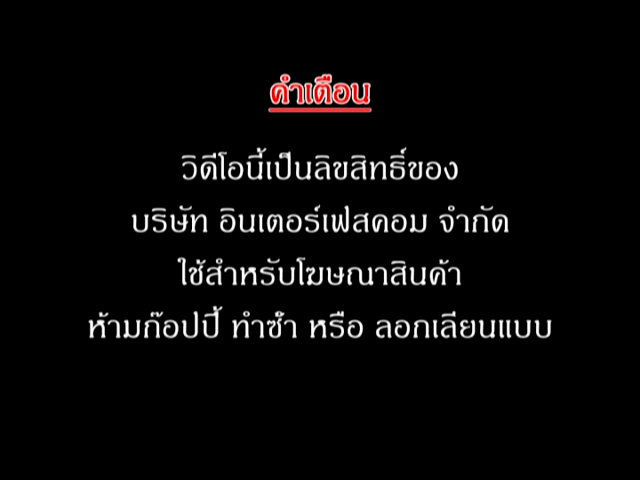 คำเตือน
วิดีโอนี้เป็นลิขสิทธิ์ของ
บริษัท อินเตอร์เฟสคอม จำกัด
ใช้สำหรับโฆษณาสินค้า
ห้ามก๊อปปี้ ทำซ้ำ หรือ ลอกเลียนแบบ